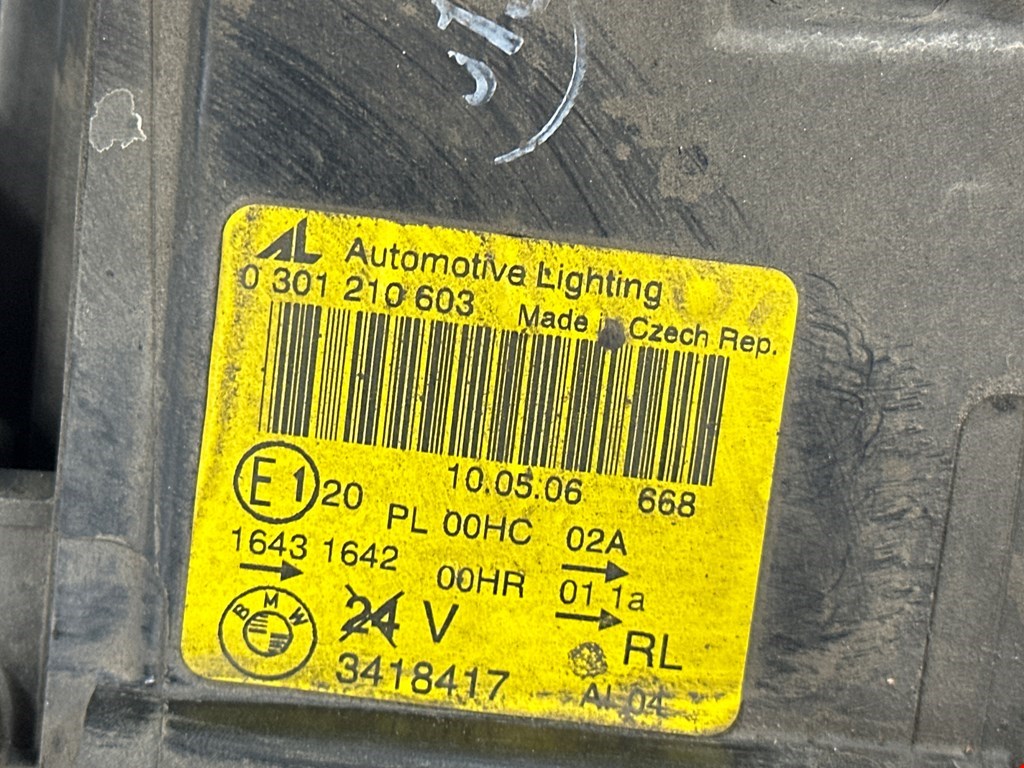 AL Automotive Lighting
0 301 210 603 Made in Czech Rep.
10.05.06 668
E1 20 PL 00HC 02A
1643 1642 00HR 01 1a
BMW 24 V RL
3418417 AL 04